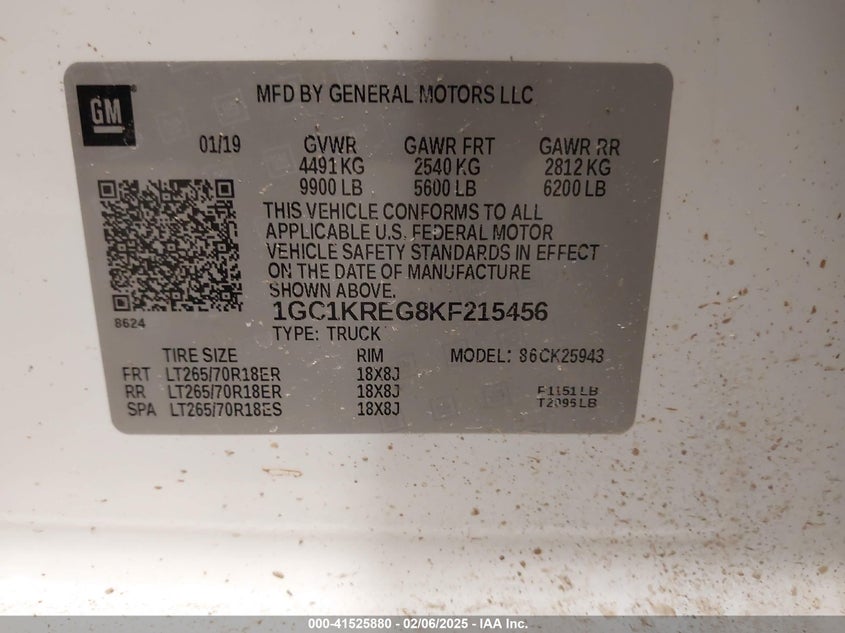 GM
MFD BY GENERAL MOTORS LLC
01/19 GVWR GAWR FRT GAWR RR
4491 KG 2540 KG 2812 KG
9900 LB 5600 LB 6200 LB
THIS VEHICLE CONFORMS TO ALL
APPLICABLE U.S. FEDERAL MOTOR
VEHICLE SAFETY STANDARDS IN EFFECT
ON THE DATE OF MANUFACTURE
SHOWN ABOVE.
8624
1GC1KREG8KF215456
TYPE: TRUCK
TIRE SIZE RIM MODEL: 86CK25943
FRT LT265/70R18ER 18X8J
RR LT265/70R18ER 18X8J F1151LB
SPA LT265/70R18ES 18X8J T2095LB
000-41525880 - 02/06/2025 - IAA Inc.